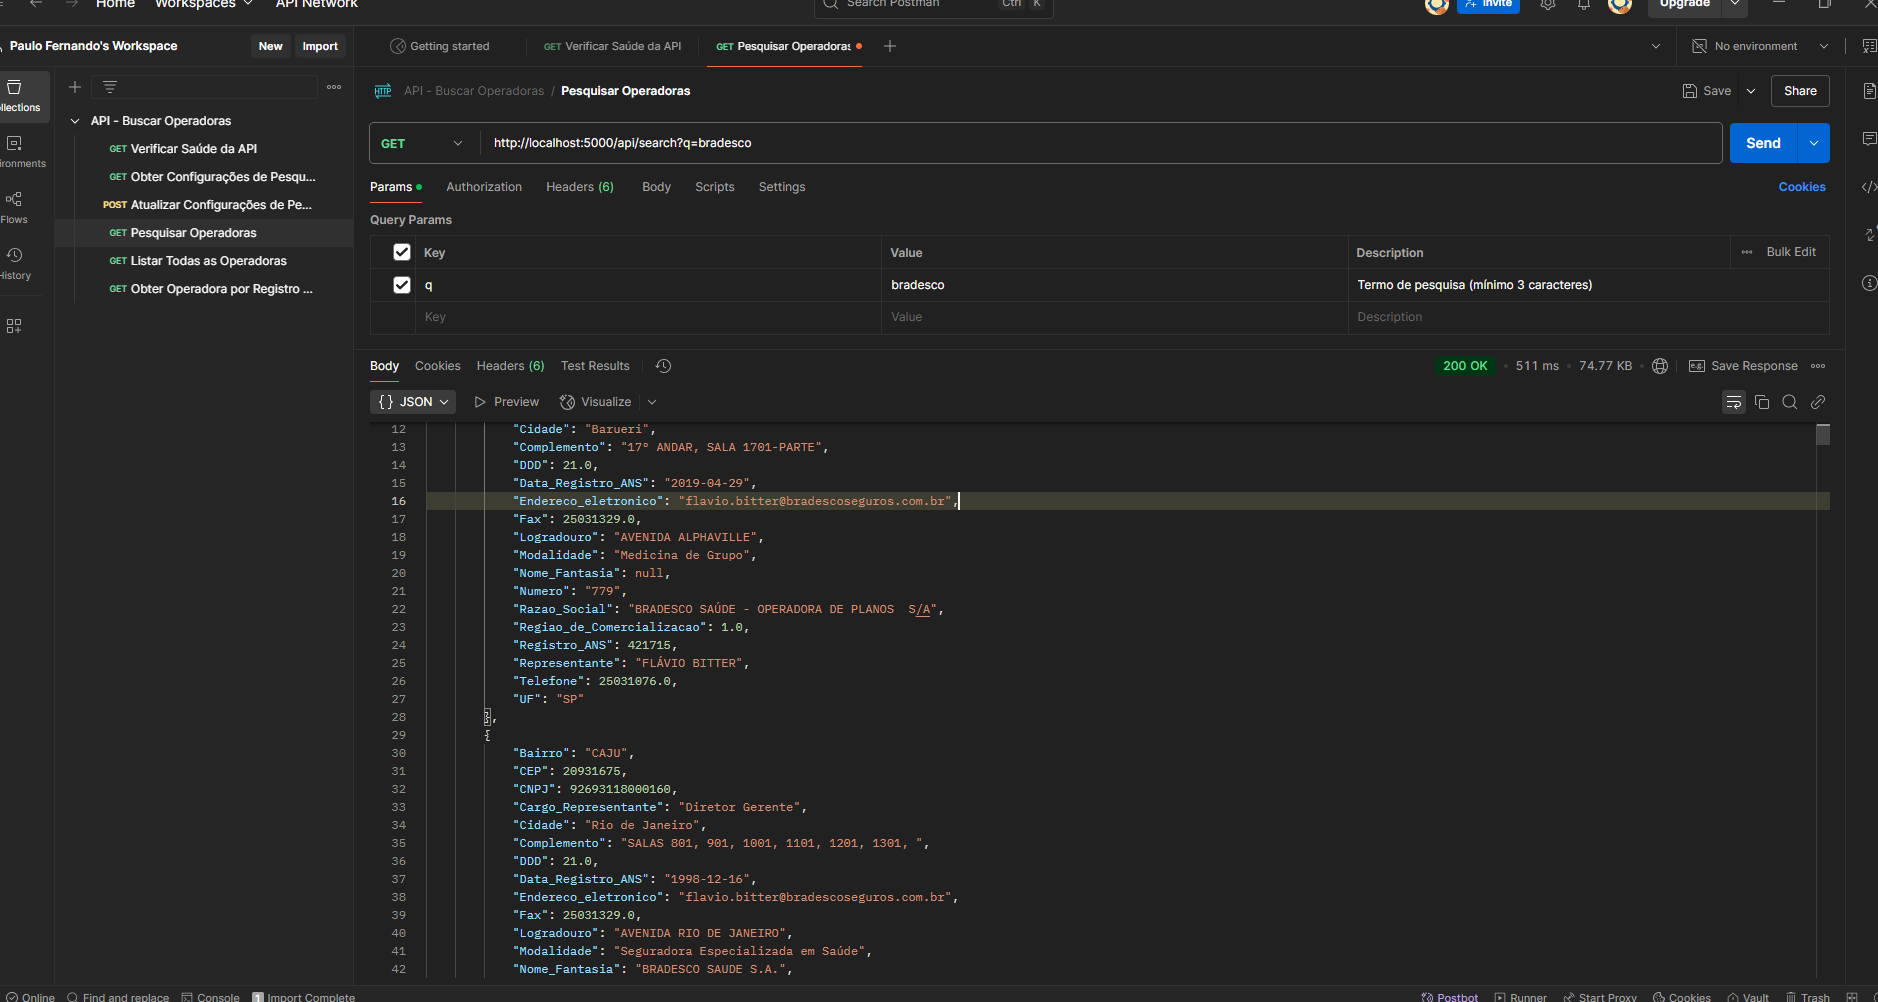 Home Workspaces API Network Search Postman Ctrl K Invite Upgrade
Paulo Fernando's Workspace New Import Getting started GET Verificar Saúde da API GET Pesquisar Operadoras No environment
API - Buscar Operadoras / Pesquisar Operadoras Save Share
llections
ironments
Flows
History
API - Buscar Operadoras
GET Verificar Saúde da API
GET Obter Configurações de Pesqu...
POST Atualizar Configurações de Pe...
GET Pesquisar Operadoras
GET Listar Todas as Operadoras
GET Obter Operadora por Registro ...
GET http://localhost:5000/api/search?q=bradesco Send
Params Authorization Headers (6) Body Scripts Settings Cookies
Query Params
Key Value Description Bulk Edit
q bradesco Termo de pesquisa (mínimo 3 caracteres)
Key Value Description
Body Cookies Headers (6) Test Results 200 OK 511 ms 74.77 KB Save Response
{} JSON Preview Visualize
12 "Cidade": "Barueri",
13 "Complemento": "17° ANDAR, SALA 1701-PARTE",
14 "DDD": 21.0,
15 "Data_Registro_ANS": "2019-04-29",
16 "Endereco_eletronico": "flavio.bitter@bradescoseguros.com.br",
17 "Fax": 25031329.0,
18 "Logradouro": "AVENIDA ALPHAVILLE",
19 "Modalidade": "Medicina de Grupo",
20 "Nome_Fantasia": null,
21 "Numero": "779",
22 "Razao_Social": "BRADESCO SAÚDE - OPERADORA DE PLANOS  S/A",
23 "Regiao_de_Comercializacao": 1.0,
24 "Registro_ANS": 421715,
25 "Representante": "FLÁVIO BITTER",
26 "Telefone": 25031076.0,
27 "UF": "SP"
28 },
29 {
30 "Bairro": "CAJU",
31 "CEP": 20931675,
32 "CNPJ": 92693118000160,
33 "Cargo_Representante": "Diretor Gerente",
34 "Cidade": "Rio de Janeiro",
35 "Complemento": "SALAS 801, 901, 1001, 1101, 1201, 1301, ",
36 "DDD": 21.0,
37 "Data_Registro_ANS": "1998-12-16",
38 "Endereco_eletronico": "flavio.bitter@bradescoseguros.com.br",
39 "Fax": 25031329.0,
40 "Logradouro": "AVENIDA RIO DE JANEIRO",
41 "Modalidade": "Seguradora Especializada em Saúde",
42 "Nome_Fantasia": "BRADESCO SAUDE S.A.",
Online Find and replace Console 1 Import Complete Postbot Runner Start Proxy Cookies Vault Trash